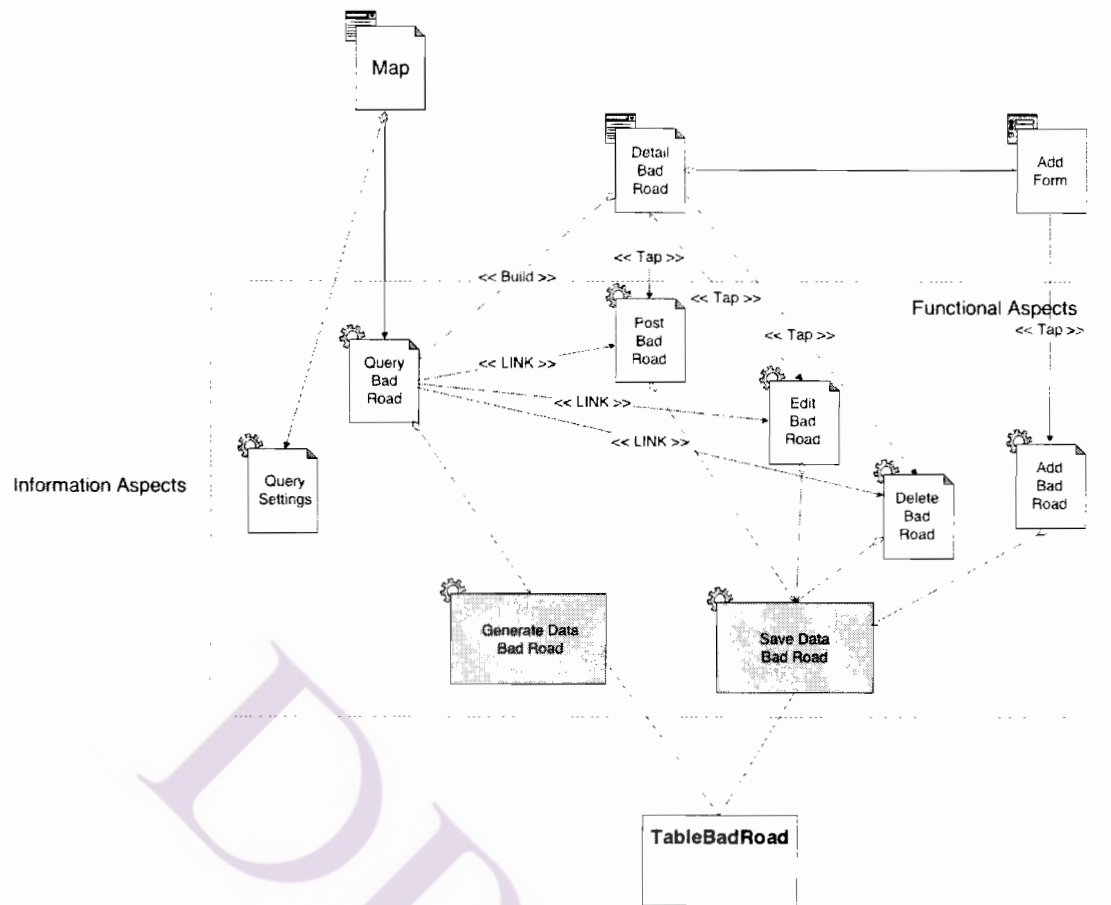 Map
Detail
Bad
Road
Add
Form
<< Tap >>
<< Build >>
<< Tap >>
Functional Aspects
<< Tap >>
<< Tap >>
Post
Bad
Road
Query
Bad
Road
<< LINK >>
<< LINK >>
<< LINK >>
Edit
Bad
Road
Information Aspects
Query
Settings
Delete
Bad
Road
Add
Bad
Road
Generate Data
Bad Road
Save Data
Bad Road
TableBadRoad